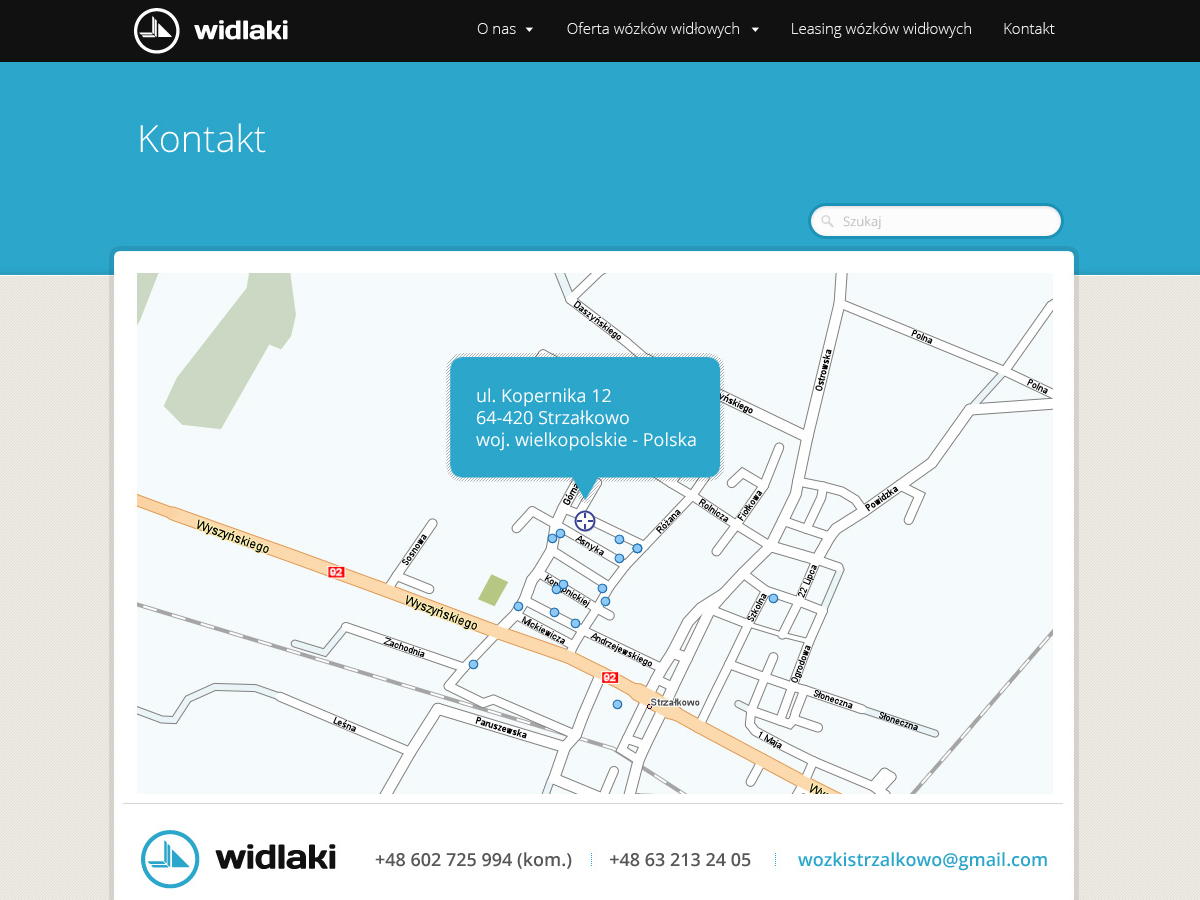 widlaki
O nas
Oferta wózków widłowych
Leasing wózków widłowych
Kontakt
Kontakt
Szukaj
Daszyńskiego
Polna
Polna
Ostrowska
ul. Kopernika 12
64-420 Strzałkowo
woj. wielkopolskie - Polska
Powidzka
Rolnicza
Fiołkowa
Różana
Asnyka
Wyszyńskiego
Sosnowa
92
Wyszyńskiego
Mickiewicza
Andrzejewskiego
22 Lipca
Szkolna
Ogrodowa
Zachodnia
92
Strzałkowo
Słoneczna
Słoneczna
Leśna
Paruszewska
1 Maja
widlaki
+48 602 725 994 (kom.)
+48 63 213 24 05
wozkistrzalkowo@gmail.com